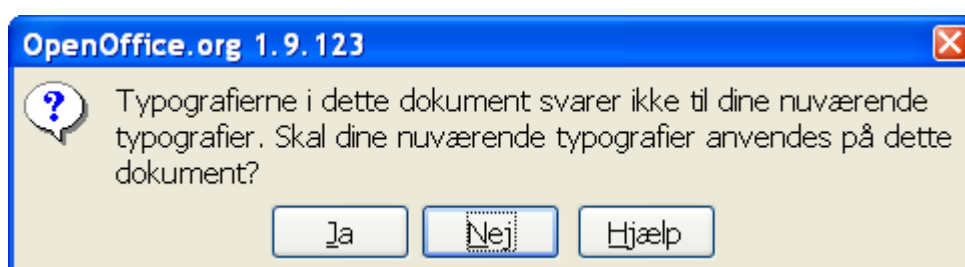 OpenOffice.org 1.9.123
?
Typografierne i dette dokument svarer ikke til dine nuværende
typografier. Skal dine nuværende typografier anvendes på dette
dokument?
Ja Nej Hjælp